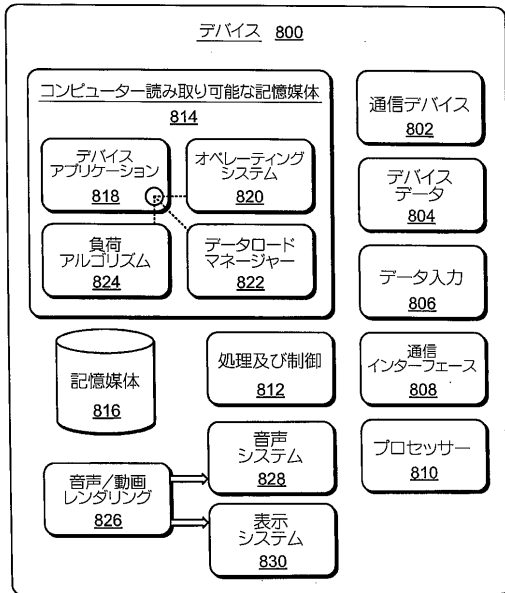 デバイス 800
コンピューター読み取り可能な記憶媒体
814
デバイス
アプリケーション
818
オペレーティング
システム
820
負荷
アルゴリズム
824
データロード
マネージャー
822
通信デバイス
802
デバイス
データ
804
データ入力
806
通信
インターフェース
808
プロセッサー
810
記憶媒体
816
処理及び制御
812
音声/動画
レンダリング
826
音声
システム
828
表示
システム
830